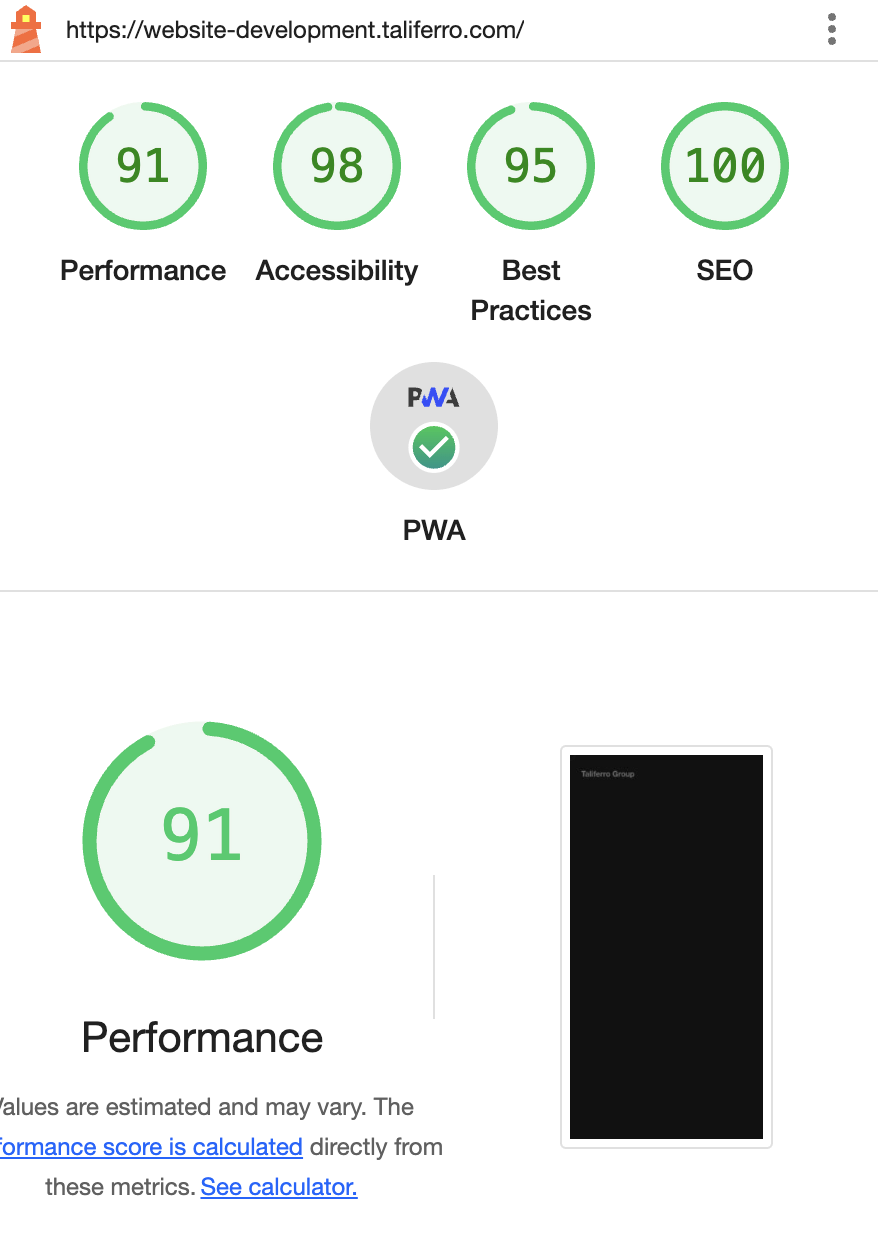 https://website-development.taliferro.com/
91
98
95
100
Performance
Accessibility
Best
Practices
SEO
PWA
PWA
91
Taliferro Group
Performance
Values are estimated and may vary. The
formance score is calculated directly from
these metrics. See calculator.